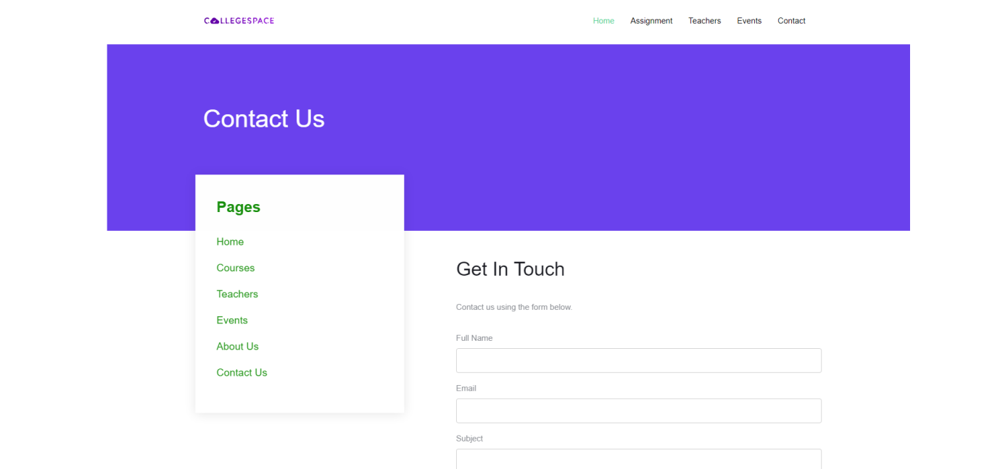 COLLEGESPACE
Home Assignment Teachers Events Contact
Contact Us
Pages
Home
Courses
Teachers
Events
About Us
Contact Us
Get In Touch
Contact us using the form below.
Full Name
Email
Subject